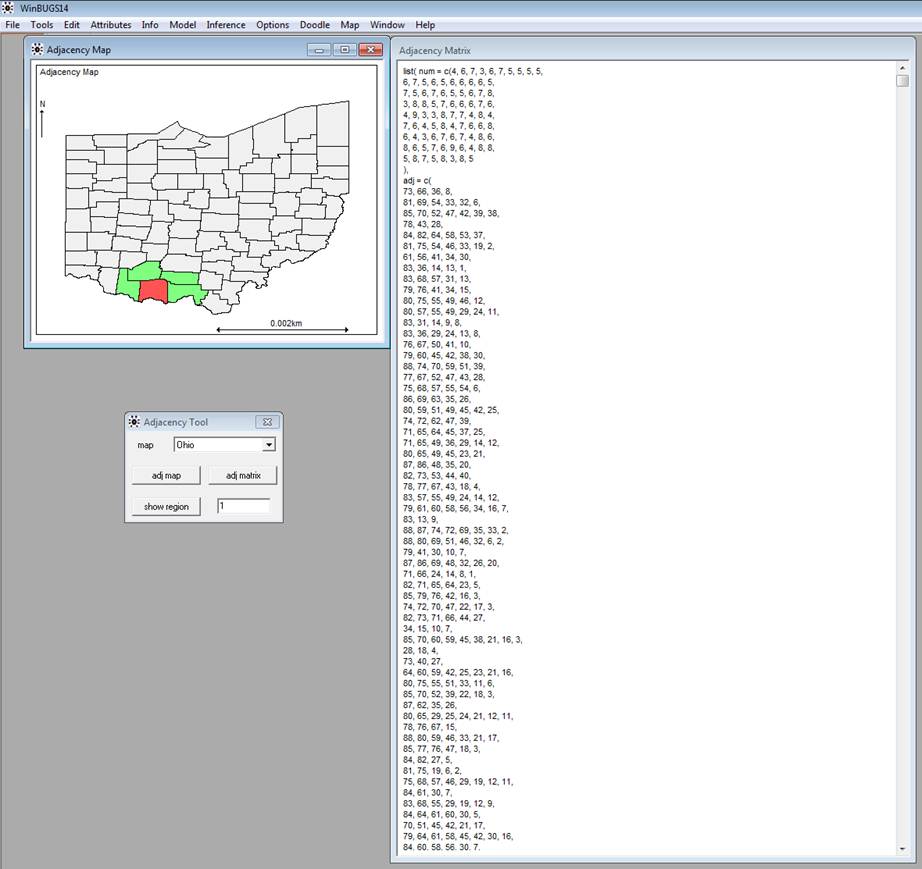 WinBUGS14
File Tools Edit Attributes Info Model Inference Options Doodle Map Window Help
Adjacency Map
Adjacency Map
N
0.002km
Adjacency Tool
map Ohio
adj map adj matrix
show region 1
Adjacency Matrix
list( num = c(4, 6, 7, 3, 6, 7, 5, 5, 5, 5,
6, 7, 5, 6, 5, 6, 6, 6, 6, 5,
7, 5, 6, 7, 6, 5, 5, 6, 7, 8,
3, 8, 8, 5, 7, 6, 6, 6, 7, 6,
4, 9, 3, 3, 8, 7, 7, 4, 8, 4,
7, 6, 4, 5, 8, 4, 7, 6, 6, 8,
6, 4, 3, 6, 7, 6, 7, 4, 8, 6,
8, 6, 5, 7, 6, 9, 6, 4, 8, 8,
5, 8, 7, 5, 8, 3, 8, 5
),
adj = c(
73, 66, 36, 8,
81, 69, 54, 33, 32, 6,
85, 70, 52, 47, 42, 39, 38,
78, 43, 28,
84, 82, 64, 58, 53, 37,
81, 75, 54, 46, 33, 19, 2,
61, 56, 41, 34, 30,
83, 36, 14, 13, 1,
83, 68, 57, 31, 13,
79, 76, 41, 34, 15,
80, 75, 55, 49, 46, 12,
80, 57, 55, 49, 29, 24, 11,
83, 31, 14, 9, 8,
83, 36, 29, 24, 13, 8,
76, 67, 50, 41, 10,
79, 60, 45, 42, 38, 30,
88, 74, 70, 59, 51, 39,
77, 67, 52, 47, 43, 28,
75, 68, 57, 55, 54, 6,
86, 69, 63, 35, 26,
80, 59, 51, 49, 45, 42, 25,
74, 72, 62, 47, 39,
71, 65, 64, 45, 37, 25,
71, 65, 49, 36, 29, 14, 12,
80, 65, 49, 45, 23, 21,
87, 86, 48, 35, 20,
82, 73, 53, 44, 40,
78, 77, 67, 43, 18, 4,
83, 57, 55, 49, 24, 14, 12,
79, 61, 60, 58, 56, 34, 16, 7,
83, 13, 9,
88, 87, 74, 72, 69, 35, 33, 2,
88, 80, 69, 51, 46, 32, 6, 2,
79, 41, 30, 10, 7,
87, 86, 69, 48, 32, 26, 20,
71, 66, 24, 14, 8, 1,
82, 71, 65, 64, 23, 5,
85, 79, 76, 42, 16, 3,
74, 72, 70, 47, 22, 17, 3,
82, 73, 71, 66, 44, 27,
34, 15, 10, 7,
85, 70, 60, 59, 45, 38, 21, 16, 3,
28, 18, 4,
73, 40, 27,
64, 60, 59, 42, 25, 23, 21, 16,
80, 75, 55, 51, 33, 11, 6,
85, 70, 52, 39, 22, 18, 3,
87, 62, 35, 26,
80, 65, 29, 25, 24, 21, 12, 11,
78, 76, 67, 15,
88, 80, 59, 46, 33, 21, 17,
85, 77, 76, 47, 18, 3,
84, 82, 27, 5,
81, 75, 19, 6, 2,
75, 68, 57, 46, 29, 19, 12, 11,
84, 61, 30, 7,
83, 68, 55, 29, 19, 12, 9,
84, 64, 61, 60, 30, 5,
70, 51, 45, 42, 21, 17,
79, 64, 61, 58, 45, 42, 30, 16,
84, 60, 58, 56, 30, 7,